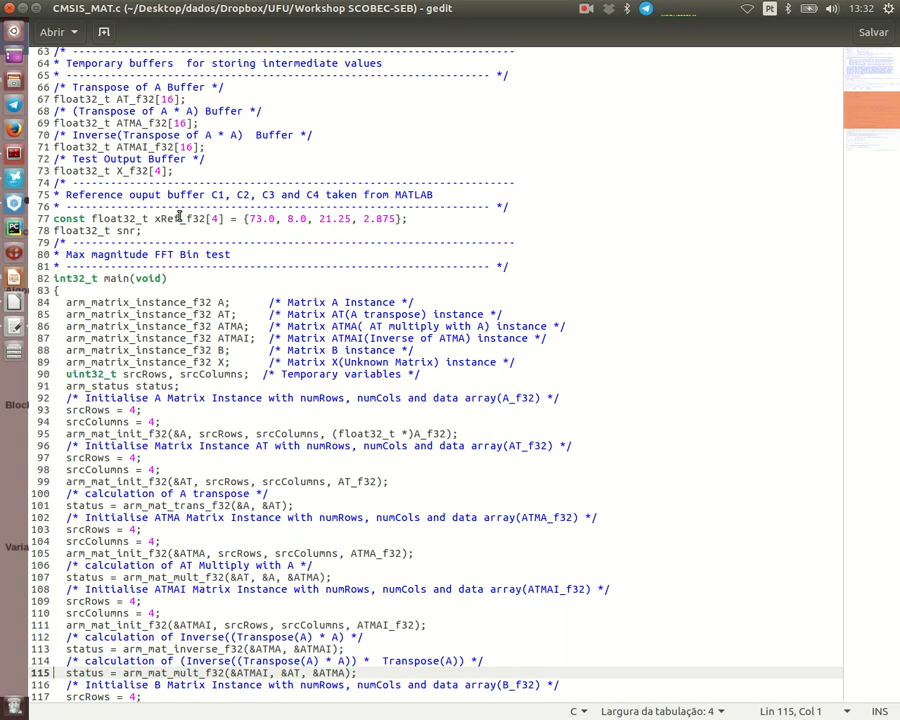 CMSIS_MAT.c (~/Desktop/dados/Dropbox/UFU/Workshop SCOBEC-SEB) - gedit
Pt
13:32
Abrir
Salvar
63 /* ----------------------------------------------------------------------
64 * Temporary buffers  for storing intermediate values
65 * ------------------------------------------------------------------- */
66 /* Transpose of A Buffer */
67 float32_t AT_f32[16];
68 /* (Transpose of A * A) Buffer */
69 float32_t ATMA_f32[16];
70 /* Inverse(Transpose of A * A)  Buffer */
71 float32_t ATMAI_f32[16];
72 /* Test Output Buffer */
73 float32_t X_f32[4];
74 /* ----------------------------------------------------------------------
75 * Reference ouput buffer C1, C2, C3 and C4 taken from MATLAB
76 * ------------------------------------------------------------------- */
77 const float32_t xRef_f32[4] = {73.0, 8.0, 21.25, 2.875};
78 float32_t snr;
79 /* ----------------------------------------------------------------------
80 * Max magnitude FFT Bin test
81 * ------------------------------------------------------------------- */
82 int32_t main(void)
83 {
84   arm_matrix_instance_f32 A;      /* Matrix A Instance */
85   arm_matrix_instance_f32 AT;     /* Matrix AT(A transpose) instance */
86   arm_matrix_instance_f32 ATMA;   /* Matrix ATMA( AT multiply with A) instance */
87   arm_matrix_instance_f32 ATMAI;  /* Matrix ATMAI(Inverse of ATMA) instance */
88   arm_matrix_instance_f32 B;      /* Matrix B instance */
89   arm_matrix_instance_f32 X;      /* Matrix X(Unknown Matrix) instance */
90   uint32_t srcRows, srcColumns;  /* Temporary variables */
91   arm_status status;
92   /* Initialise A Matrix Instance with numRows, numCols and data array(A_f32) */
93   srcRows = 4;
94   srcColumns = 4;
95   arm_mat_init_f32(&A, srcRows, srcColumns, (float32_t *)A_f32);
96   /* Initialise Matrix Instance AT with numRows, numCols and data array(AT_f32) */
97   srcRows = 4;
98   srcColumns = 4;
99   arm_mat_init_f32(&AT, srcRows, srcColumns, AT_f32);
100   /* calculation of A transpose */
101   status = arm_mat_trans_f32(&A, &AT);
102   /* Initialise ATMA Matrix Instance with numRows, numCols and data array(ATMA_f32) */
103   srcRows = 4;
104   srcColumns = 4;
105   arm_mat_init_f32(&ATMA, srcRows, srcColumns, ATMA_f32);
106   /* calculation of AT Multiply with A */
107   status = arm_mat_mult_f32(&AT, &A, &ATMA);
108   /* Initialise ATMAI Matrix Instance with numRows, numCols and data array(ATMAI_f32) */
109   srcRows = 4;
110   srcColumns = 4;
111   arm_mat_init_f32(&ATMAI, srcRows, srcColumns, ATMAI_f32);
112   /* calculation of Inverse((Transpose(A) * A) */
113   status = arm_mat_inverse_f32(&ATMA, &ATMAI);
114   /* calculation of (Inverse((Transpose(A) * A)) *  Transpose(A)) */
115   status = arm_mat_mult_f32(&ATMAI, &AT, &ATMA);
116   /* Initialise B Matrix Instance with numRows, numCols and data array(B_f32) */
117   srcRows = 4;
Block
Varia
C
Largura da tabulação: 4
Lin 115, Col 1
INS